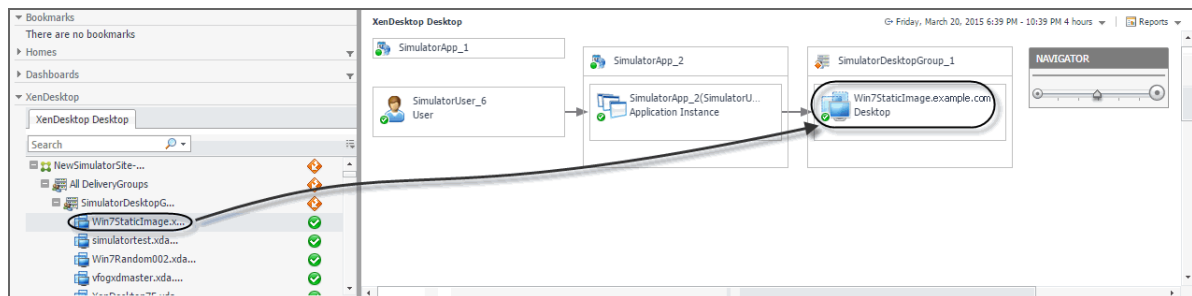 Bookmarks
There are no bookmarks
Homes
Dashboards
XenDesktop
XenDesktop Desktop
Search
NewSimulatorSite-...
All DeliveryGroups
SimulatorDesktopG...
Win7StaticImage.x...
simulatortest.xda...
Win7Random002.xda...
vfogxdmaster.xda....
XenDesktop Desktop
Friday, March 20, 2015 6:39 PM - 10:39 PM 4 hours
Reports
SimulatorApp_1
SimulatorUser_6
User
SimulatorApp_2
SimulatorApp_2(SimulatorU...
Application Instance
SimulatorDesktopGroup_1
Win7StaticImage.example.com
Desktop
NAVIGATOR